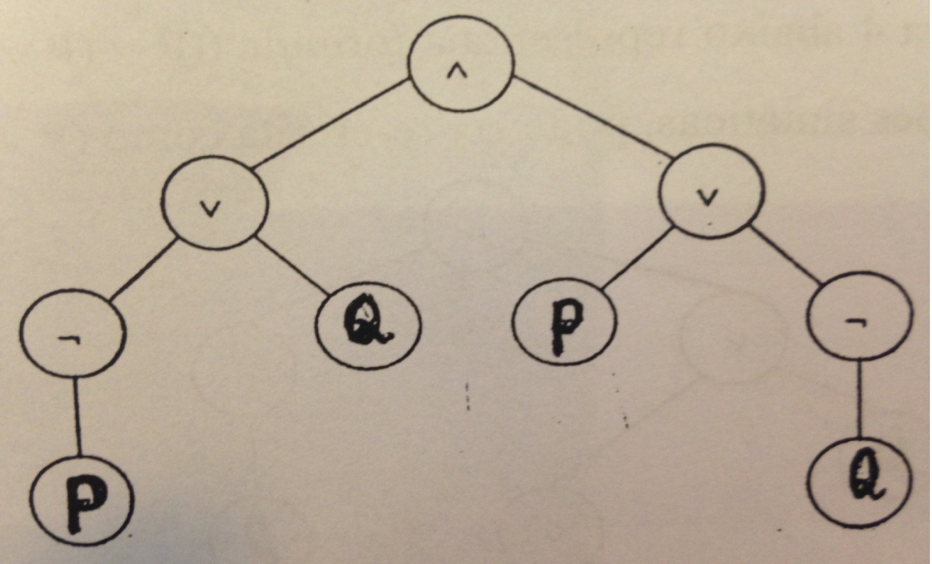 ∧
∨ ∨
¬ Q P ¬
P Q